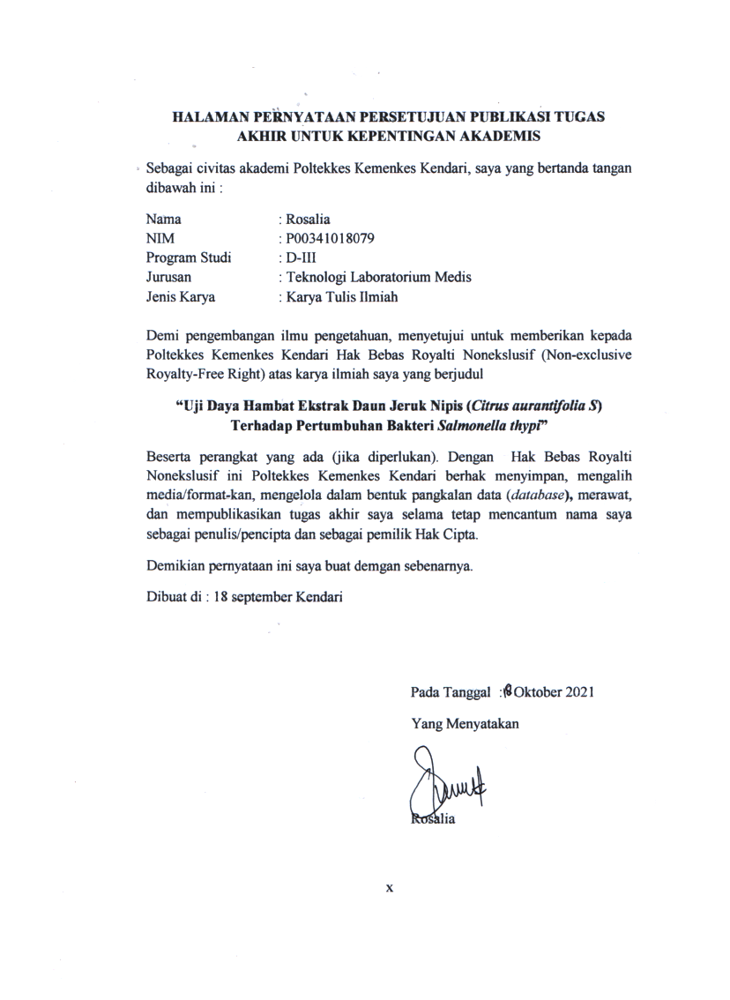 HALAMAN PERNYATAAN PERSETUJUAN PUBLIKASI TUGAS
AKHIR UNTUK KEPENTINGAN AKADEMIS
Sebagai civitas akademi Poltekkes Kemenkes Kendari, saya yang bertanda tangan
dibawah ini :
Nama : Rosalia
NIM : P00341018079
Program Studi : D-III
Jurusan : Teknologi Laboratorium Medis
Jenis Karya : Karya Tulis Ilmiah
Demi pengembangan ilmu pengetahuan, menyetujui untuk memberikan kepada
Poltekkes Kemenkes Kendari Hak Bebas Royalti Nonekslusif (Non-exclusive
Royalty-Free Right) atas karya ilmiah saya yang berjudul
“Uji Daya Hambat Ekstrak Daun Jeruk Nipis (Citrus aurantifolia S)
Terhadap Pertumbuhan Bakteri Salmonella thypi”
Beserta perangkat yang ada (jika diperlukan). Dengan Hak Bebas Royalti
Nonekslusif ini Poltekkes Kemenkes Kendari berhak menyimpan, mengalih
media/format-kan, mengelola dalam bentuk pangkalan data (database), merawat,
dan mempublikasikan tugas akhir saya selama tetap mencantum nama saya
sebagai penulis/pencipta dan sebagai pemilik Hak Cipta.
Demikian pernyataan ini saya buat demgan sebenarnya.
Dibuat di : 18 september Kendari
Pada Tanggal : Oktober 2021
Yang Menyatakan
Rosalia
x